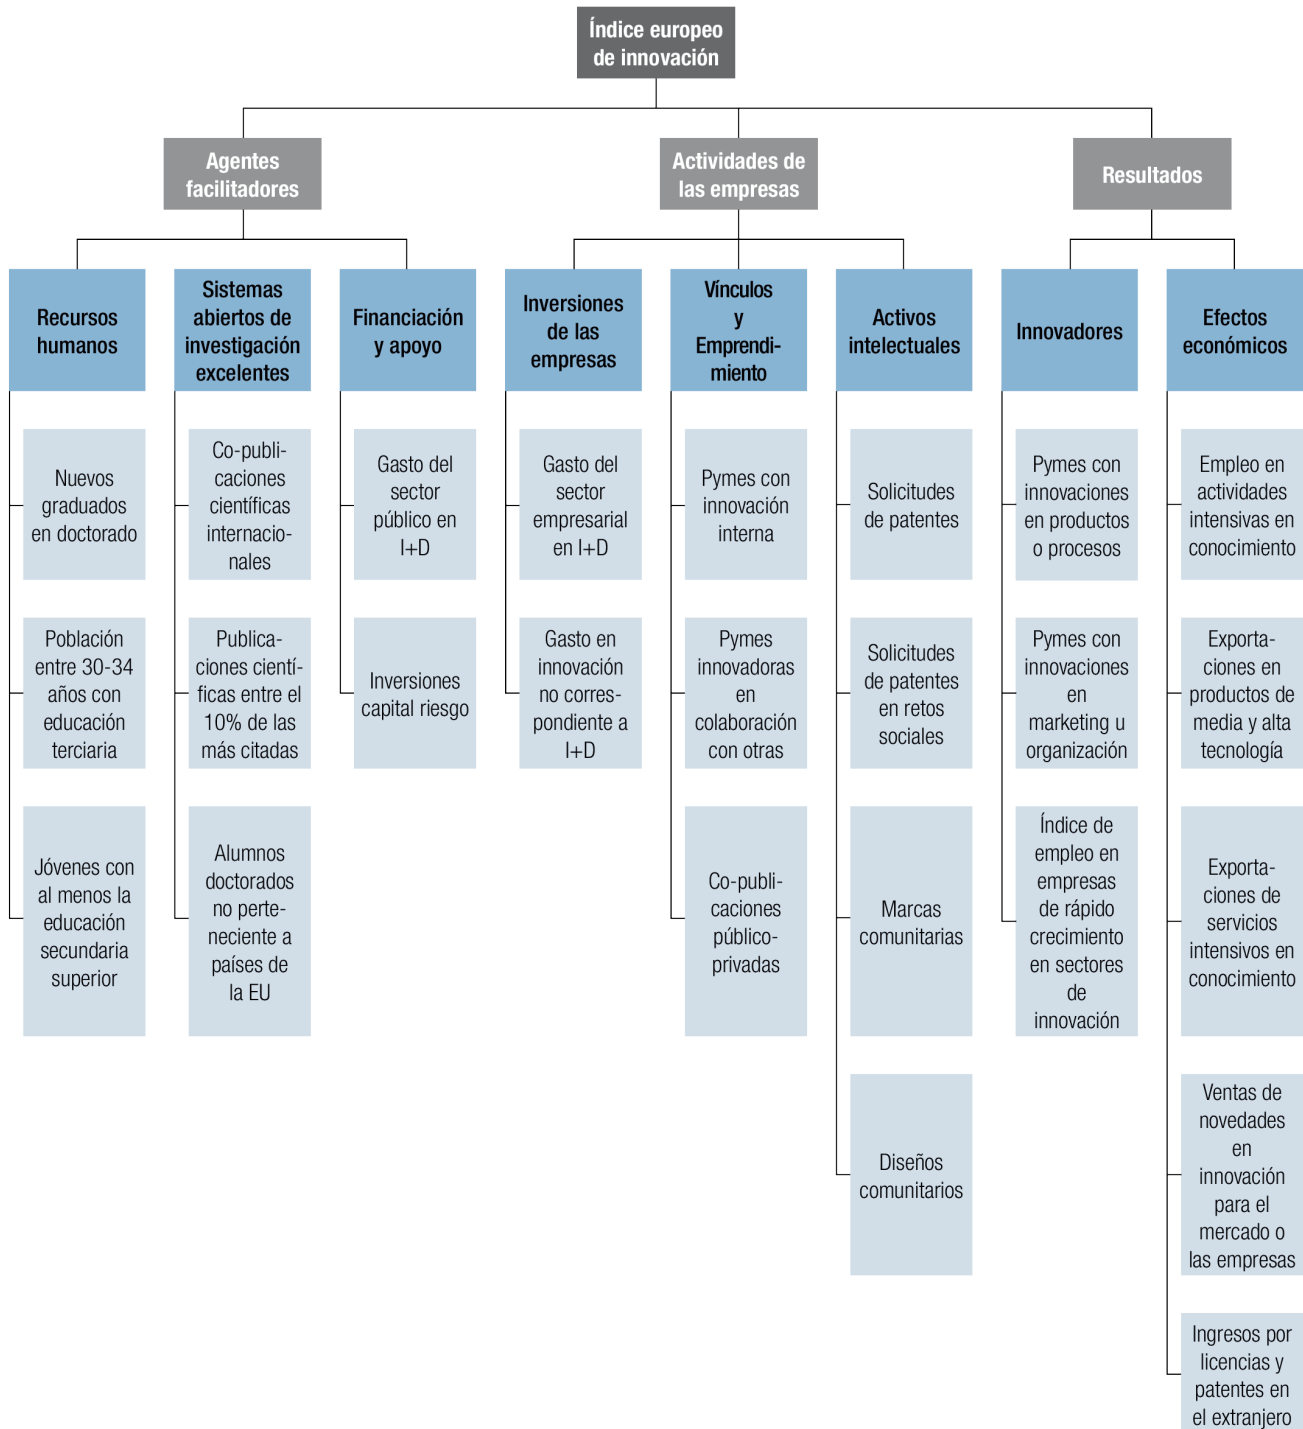 Índice europeo
de innovación
Agentes
facilitadores
Actividades de
las empresas
Resultados
Recursos
humanos
Sistemas
abiertos de
investigación
excelentes
Financiación
y apoyo
Inversiones
de las
empresas
Vínculos
y
Emprendi-
miento
Activos
intelectuales
Innovadores
Efectos
económicos
Nuevos
graduados
en doctorado
Co-publi-
caciones
científicas
internacio-
nales
Gasto del
sector
público en
I+D
Gasto del
sector
empresarial
en I+D
Pymes con
innovación
interna
Solicitudes
de patentes
Pymes con
innovaciones
en productos
o procesos
Empleo en
actividades
intensivas en
conocimiento
Población
entre 30-34
años con
educación
terciaria
Publica-
ciones cientí-
ficas entre el
10% de las
más citadas
Inversiones
capital riesgo
Gasto en
innovación
no corres-
pondiente a
I+D
Pymes
innovadoras
en
colaboración
con otras
Solicitudes
de patentes
en retos
sociales
Pymes con
innovaciones
en
marketing u
organización
Exporta-
ciones en
productos de
media y alta
tecnología
Jóvenes con
al menos la
educación
secundaria
superior
Alumnos
doctorados
no perte-
neciente a
países de
la EU
Co-publi-
caciones
público-
privadas
Marcas
comunitarias
Índice de
empleo en
empresas
de rápido
crecimiento
en sectores
de
innovación
Exporta-
ciones de
servicios
intensivos en
conocimiento
Diseños
comunitarios
Ventas de
novedades
en
innovación
para el
mercado o
las empresas
Ingresos por
licencias y
patentes en
el extranjero